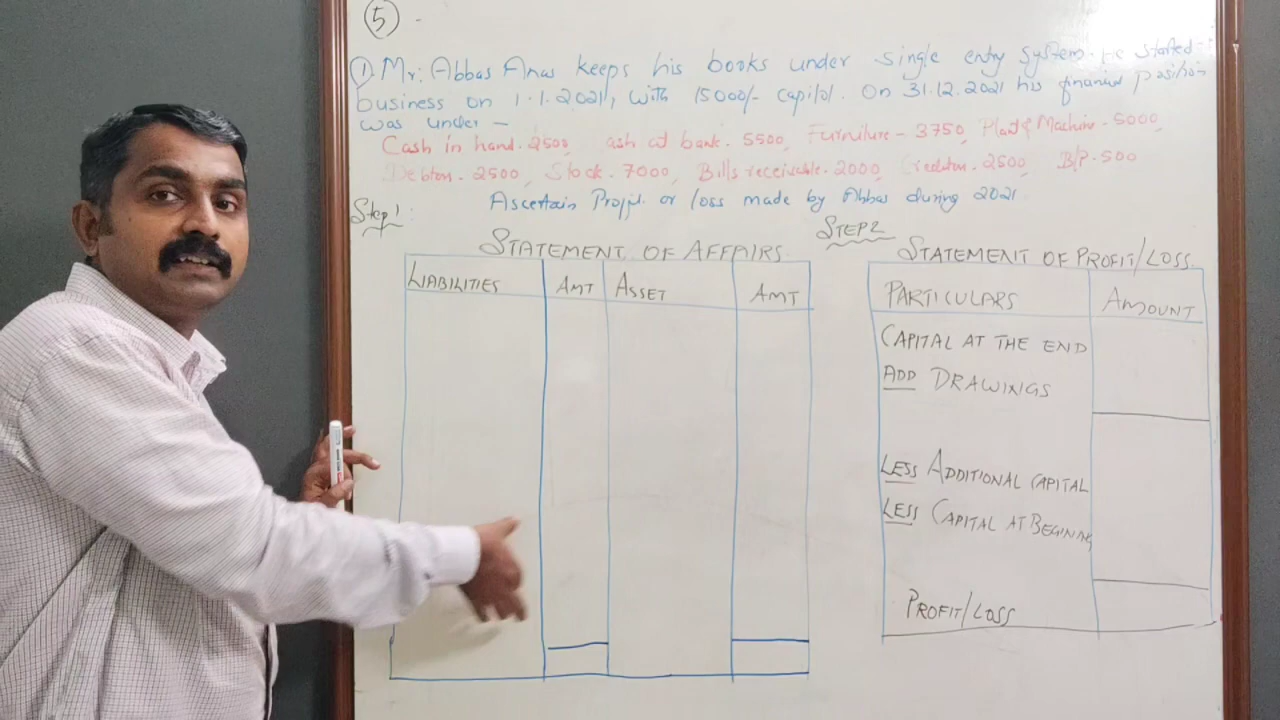 5
1 Mr: Abbas Anas keeps his books under single entry system. He started
business on 1.1.2021, with 15000/- capital. On 31.12.2021 his financial position
was under -
Cash in hand. 2500, ash at bank. 5500, Furniture - 3750, Plant & Machine. 5000,
Debtors. 2500, Stock. 7000, Bills receivable. 2000, Creditors. 2500, B/P. 500
Ascertain Profit or loss made by Abbas during 2021
Step 1:
STEP 2
STATEMENT OF AFFAIRS.
LIABILITIES AMT ASSET AMT
STATEMENT OF PROFIT/LOSS.
PARTICULARS AMOUNT
CAPITAL AT THE END
ADD DRAWINGS
LESS ADDITIONAL CAPITAL
LESS CAPITAL AT BEGINING
PROFIT/LOSS